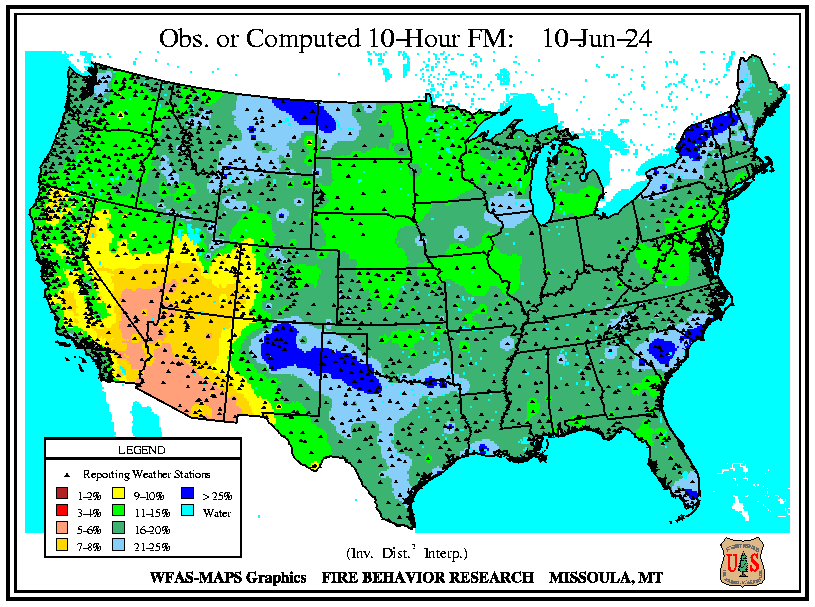 Obs. or Computed 10-Hour FM: 10-Jun-24
LEGEND
Reporting Weather Stations
1-2% 9-10% > 25%
3-4% 11-15% Water
5-6% 16-20%
7-8% 21-25%
(Inv. Dist.² Interp.)
WFAS-MAPS Graphics FIRE BEHAVIOR RESEARCH MISSOULA, MT
U S